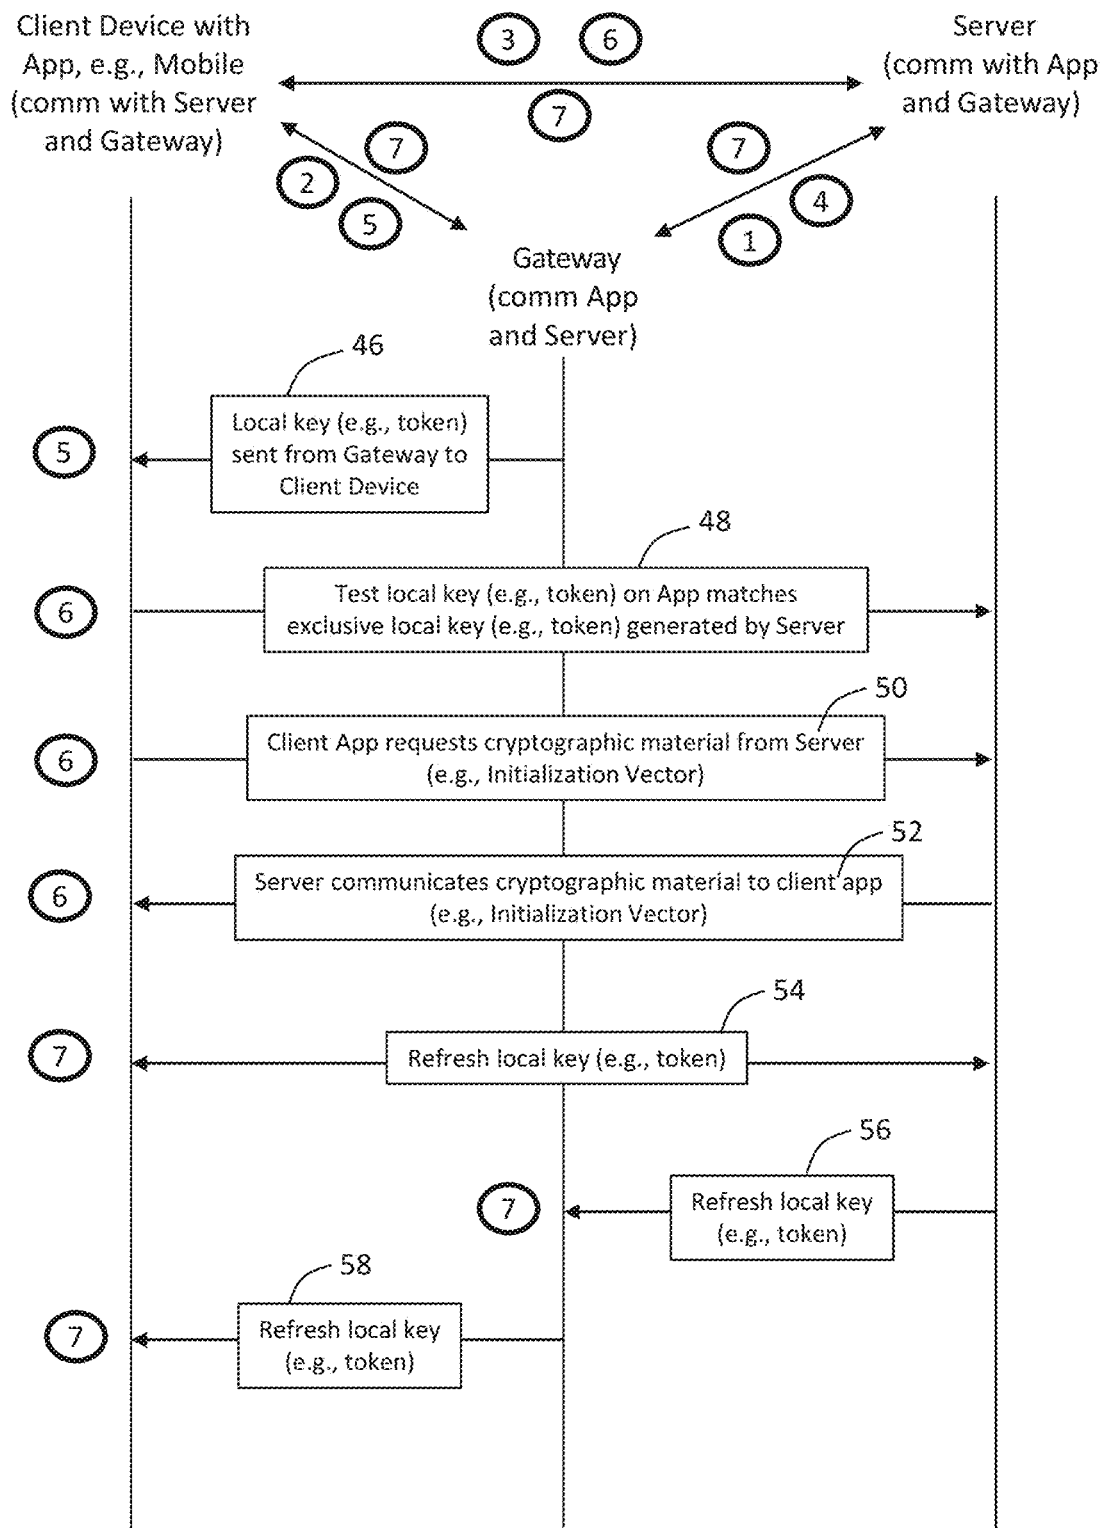 Client Device with
App, e.g., Mobile
(comm with Server
and Gateway)
3
6
7
Server
(comm with App
and Gateway)
7
2
5
7
4
1
Gateway
(comm App
and Server)
46
Local key (e.g., token)
sent from Gateway to
Client Device
5
48
Test local key (e.g., token) on App matches
exclusive local key (e.g., token) generated by Server
6
50
Client App requests cryptographic material from Server
(e.g., Initialization Vector)
6
52
Server communicates cryptographic material to client app
(e.g., Initialization Vector)
6
54
Refresh local key (e.g., token)
7
56
Refresh local key
(e.g., token)
7
58
Refresh local key
(e.g., token)
7